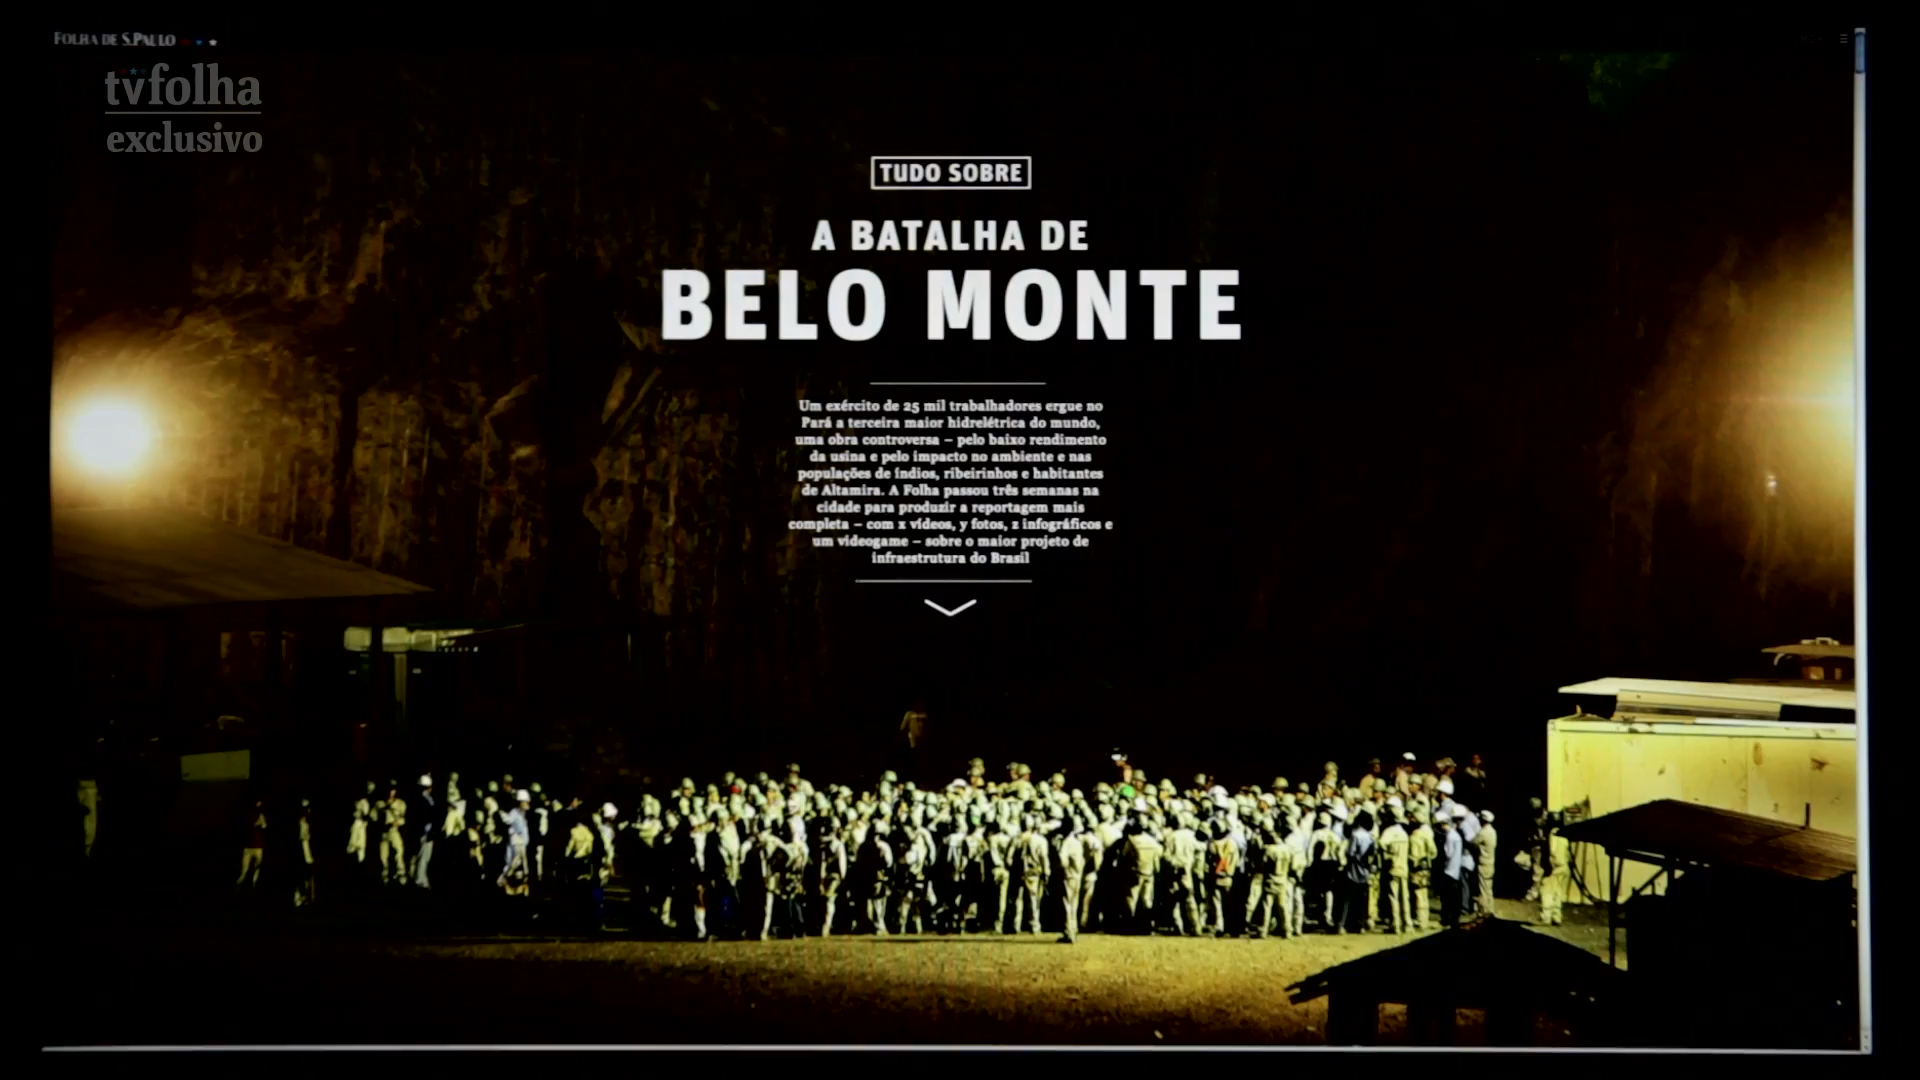 FOLHA DE S.PAULO
tvfolha
exclusivo
TUDO SOBRE
A BATALHA DE
BELO MONTE
Um exército de 25 mil trabalhadores ergue no
Pará a terceira maior hidrelétrica do mundo,
uma obra controversa – pelo baixo rendimento
da usina e pelo impacto no ambiente e nas
populações de índios, ribeirinhos e habitantes
de Altamira. A Folha passou três semanas na
cidade para produzir a reportagem mais
completa – com x vídeos, y fotos, z infográficos e
um videogame – sobre o maior projeto de
infraestrutura do Brasil